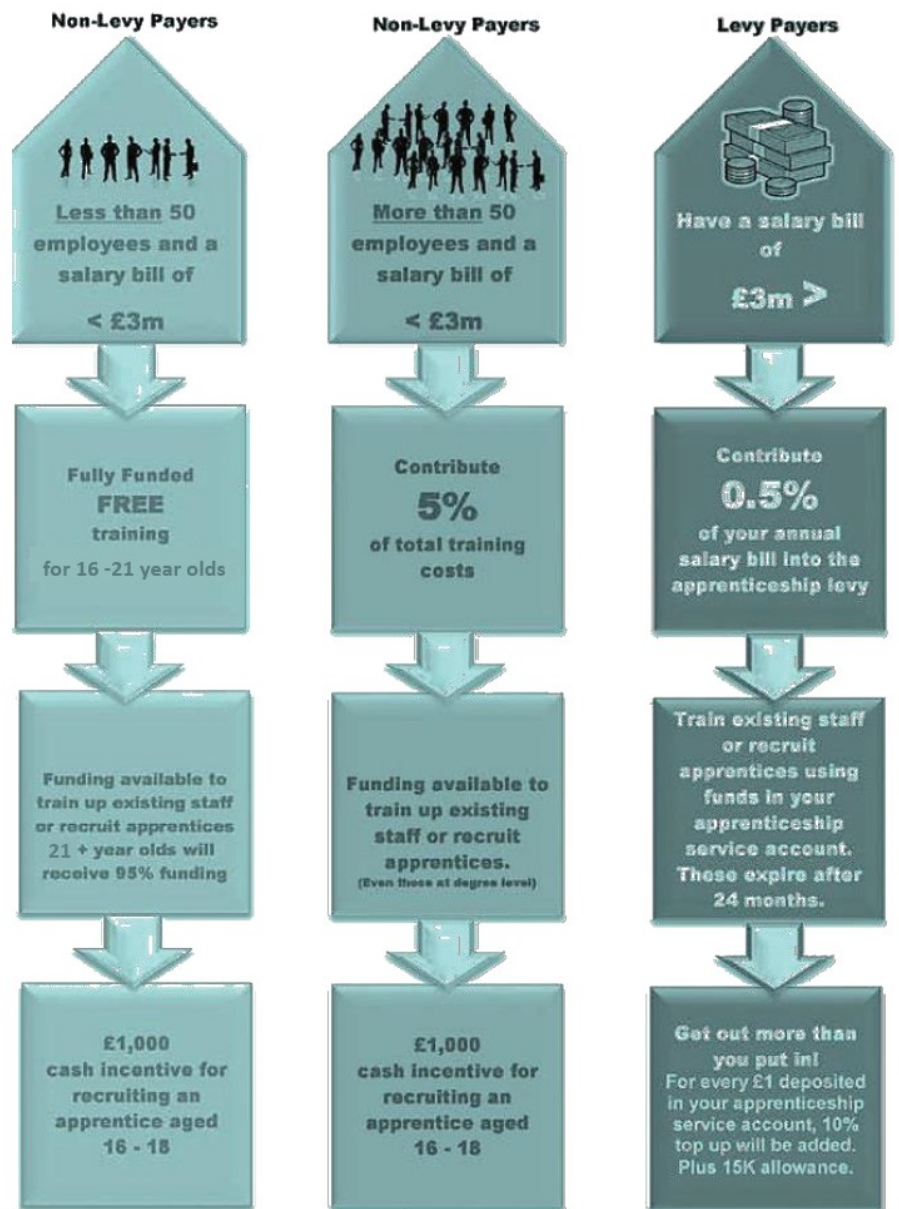 Non-Levy Payers
Less than 50
employees and a
salary bill of
< £3m
Fully Funded
FREE
training
for 16 -21 year olds
Funding available to
train up existing staff
or recruit apprentices
21 + year olds will
receive 95% funding
£1,000
cash incentive for
recruiting an
apprentice aged
16 - 18
Non-Levy Payers
More than 50
employees and a
salary bill of
< £3m
Contribute
5%
of total training
costs
Funding available to
train up existing
staff or recruit
apprentices.
(Even those at degree level)
£1,000
cash incentive for
recruiting an
apprentice aged
16 - 18
Levy Payers
Have a salary bill
of
£3m >
Contribute
0.5%
of your annual
salary bill into the
apprenticeship levy
Train existing staff
or recruit
apprentices using
funds in your
apprenticeship
service account.
These expire after
24 months.
Get out more than
you put in!
For every £1 deposited
in your apprenticeship
service account, 10%
top up will be added.
Plus 15K allowance.